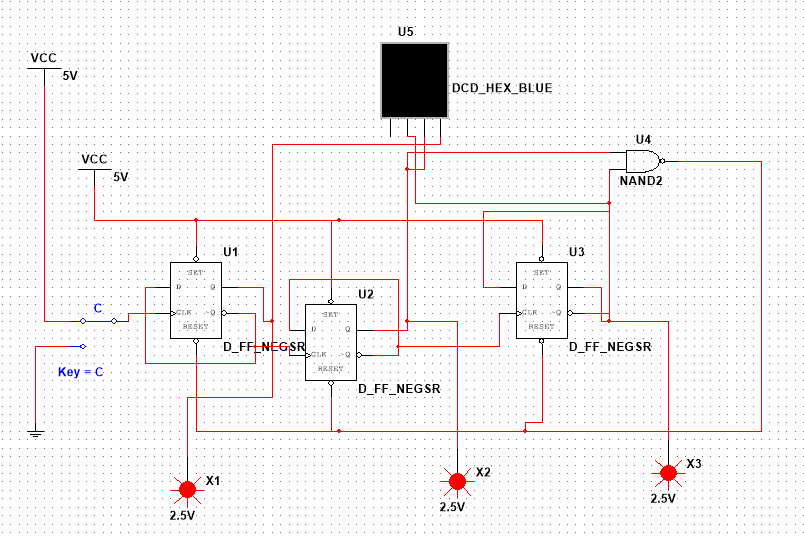 U5
VCC
5V
DCD_HEX_BLUE
U4
VCC
5V
NAND2
U1
SET
D Q
CLK ~Q
RESET
D_FF_NEGSR
U2
SET
D Q
CLK ~Q
RESET
D_FF_NEGSR
U3
SET
D Q
CLK ~Q
RESET
D_FF_NEGSR
C
Key = C
X1
2.5V
X2
2.5V
X3
2.5V